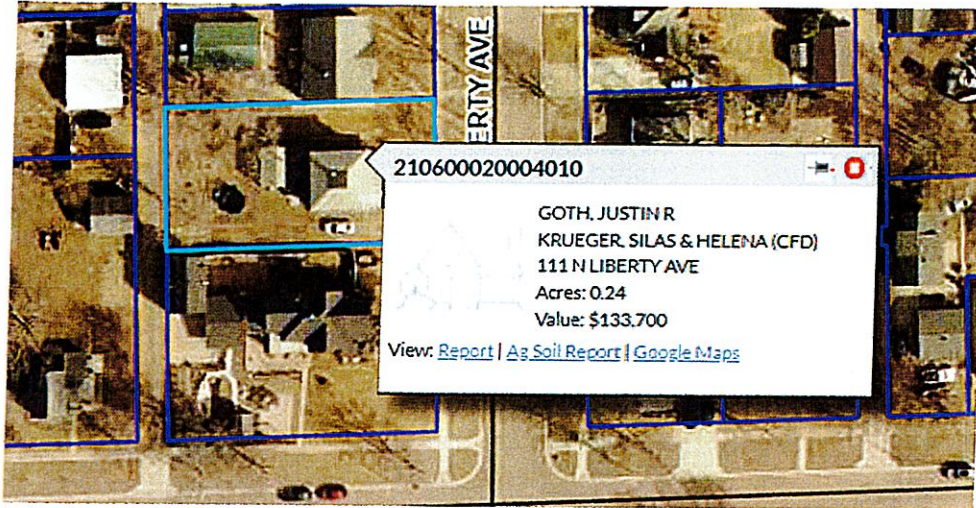 ERTY AVE
210600020004010
GOTH, JUSTIN R
KRUEGER, SILAS & HELENA (CFD)
111 N LIBERTY AVE
Acres: 0.24
Value: $133,700
View: Report | Ag Soil Report | Google Maps